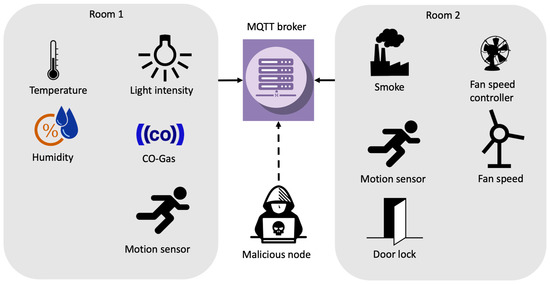 Room 1
MQTT broker
Room 2
Temperature
Light intensity
Smoke
Fan speed
controller
%
((co))
Humidity
CO-Gas
Motion sensor
Fan speed
Motion sensor
Malicious node
Door lock